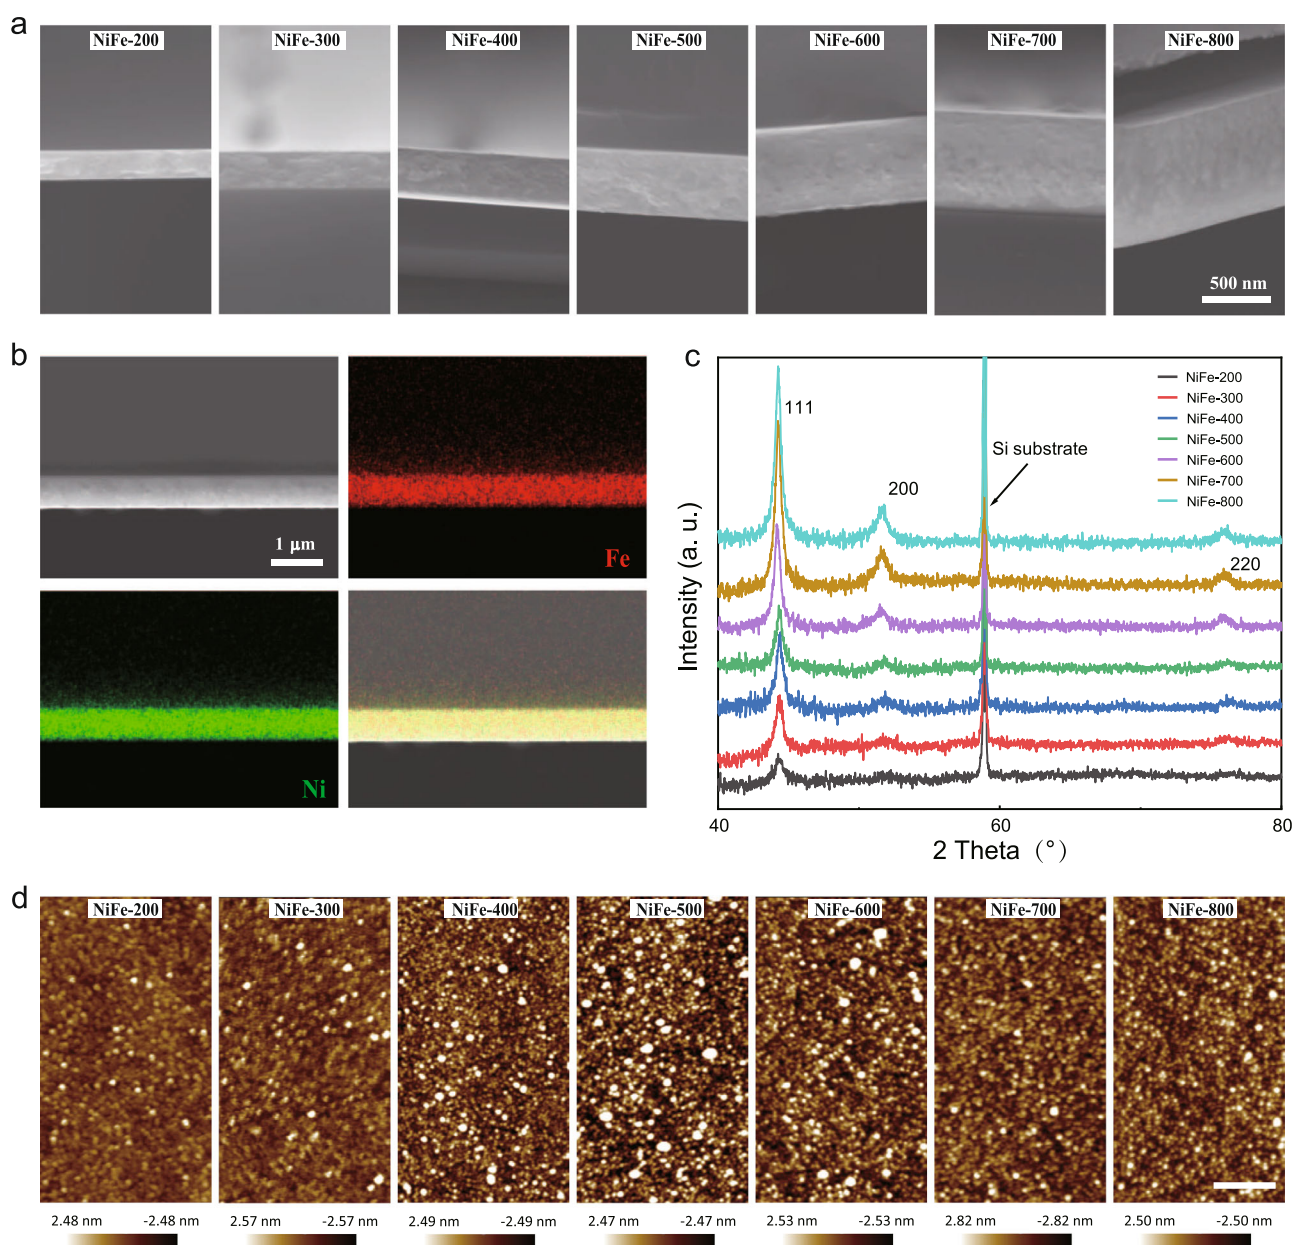 a
NiFe-200 NiFe-300 NiFe-400 NiFe-500 NiFe-600 NiFe-700 NiFe-800
500 nm
b
1 μm
Fe
Ni
c
111
200
Si substrate
220
NiFe-200
NiFe-300
NiFe-400
NiFe-500
NiFe-600
NiFe-700
NiFe-800
Intensity (a. u.)
40 60 80
2 Theta (°)
d
NiFe-200 NiFe-300 NiFe-400 NiFe-500 NiFe-600 NiFe-700 NiFe-800
2.48 nm -2.48 nm 2.57 nm -2.57 nm 2.49 nm -2.49 nm 2.47 nm -2.47 nm 2.53 nm -2.53 nm 2.82 nm -2.82 nm 2.50 nm -2.50 nm